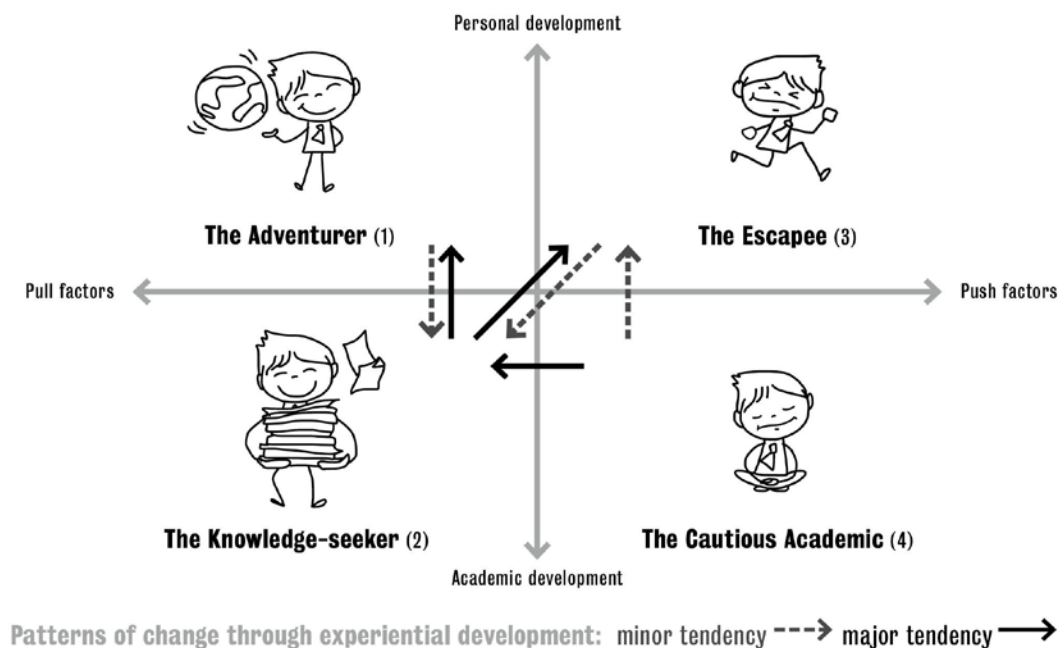 Personal development
The Adventurer (1)
The Escapee (3)
Pull factors
Push factors
The Knowledge-seeker (2)
The Cautious Academic (4)
Academic development
Patterns of change through experiential development: minor tendency major tendency